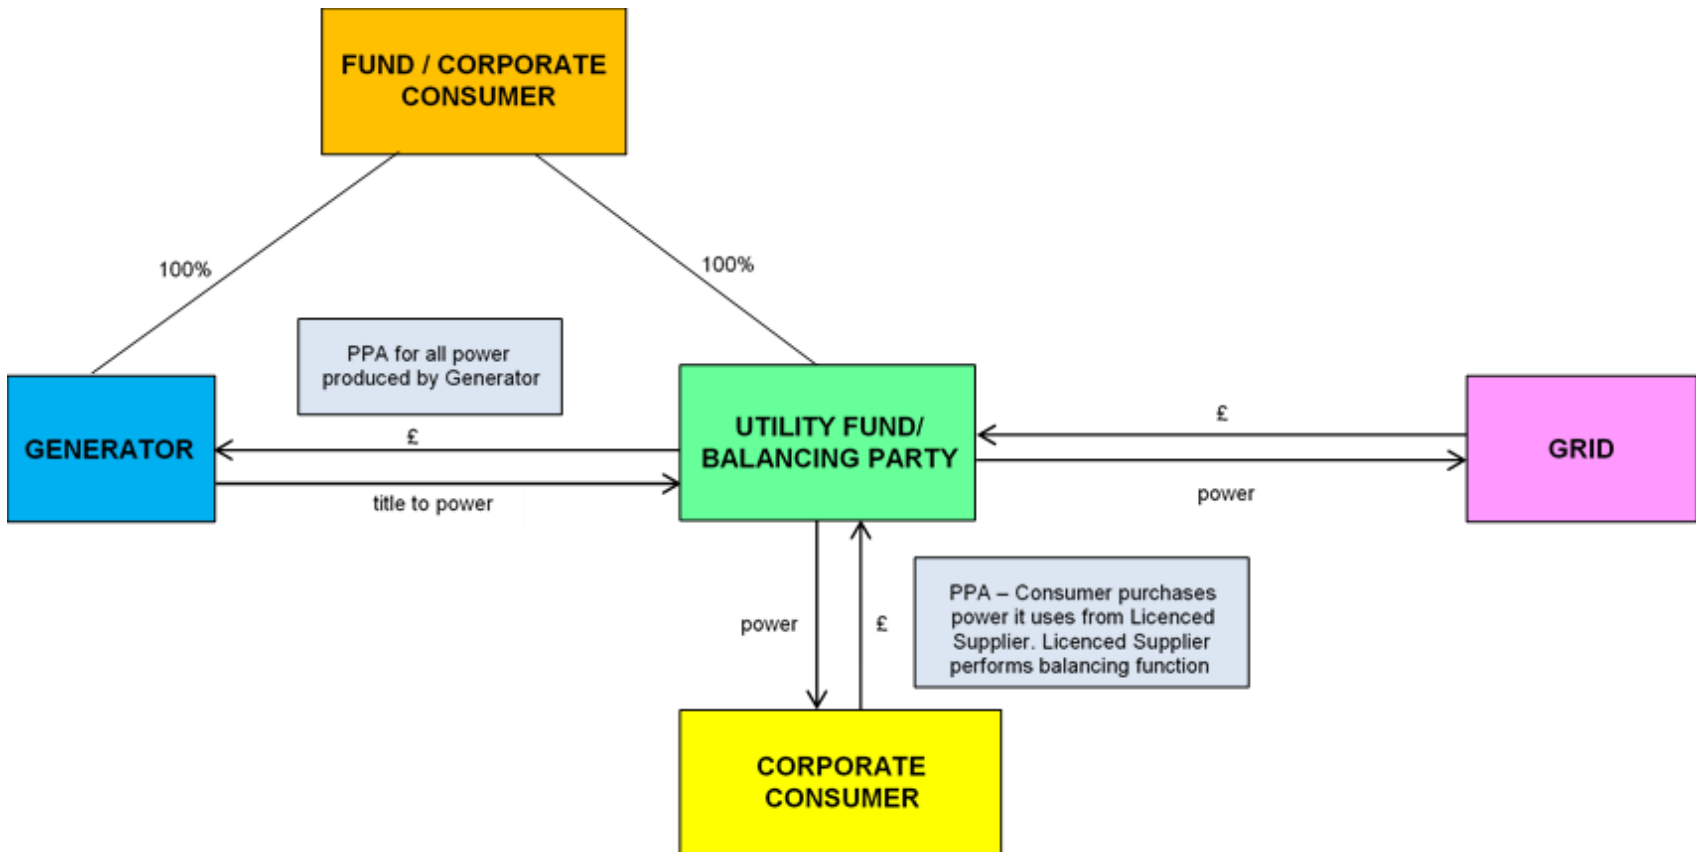 FUND / CORPORATE
CONSUMER
100%
100%
PPA for all power
produced by Generator
GENERATOR
£
title to power
UTILITY FUND/
BALANCING PARTY
£
power
GRID
power
£
PPA – Consumer purchases
power it uses from Licenced
Supplier. Licenced Supplier
performs balancing function
CORPORATE
CONSUMER